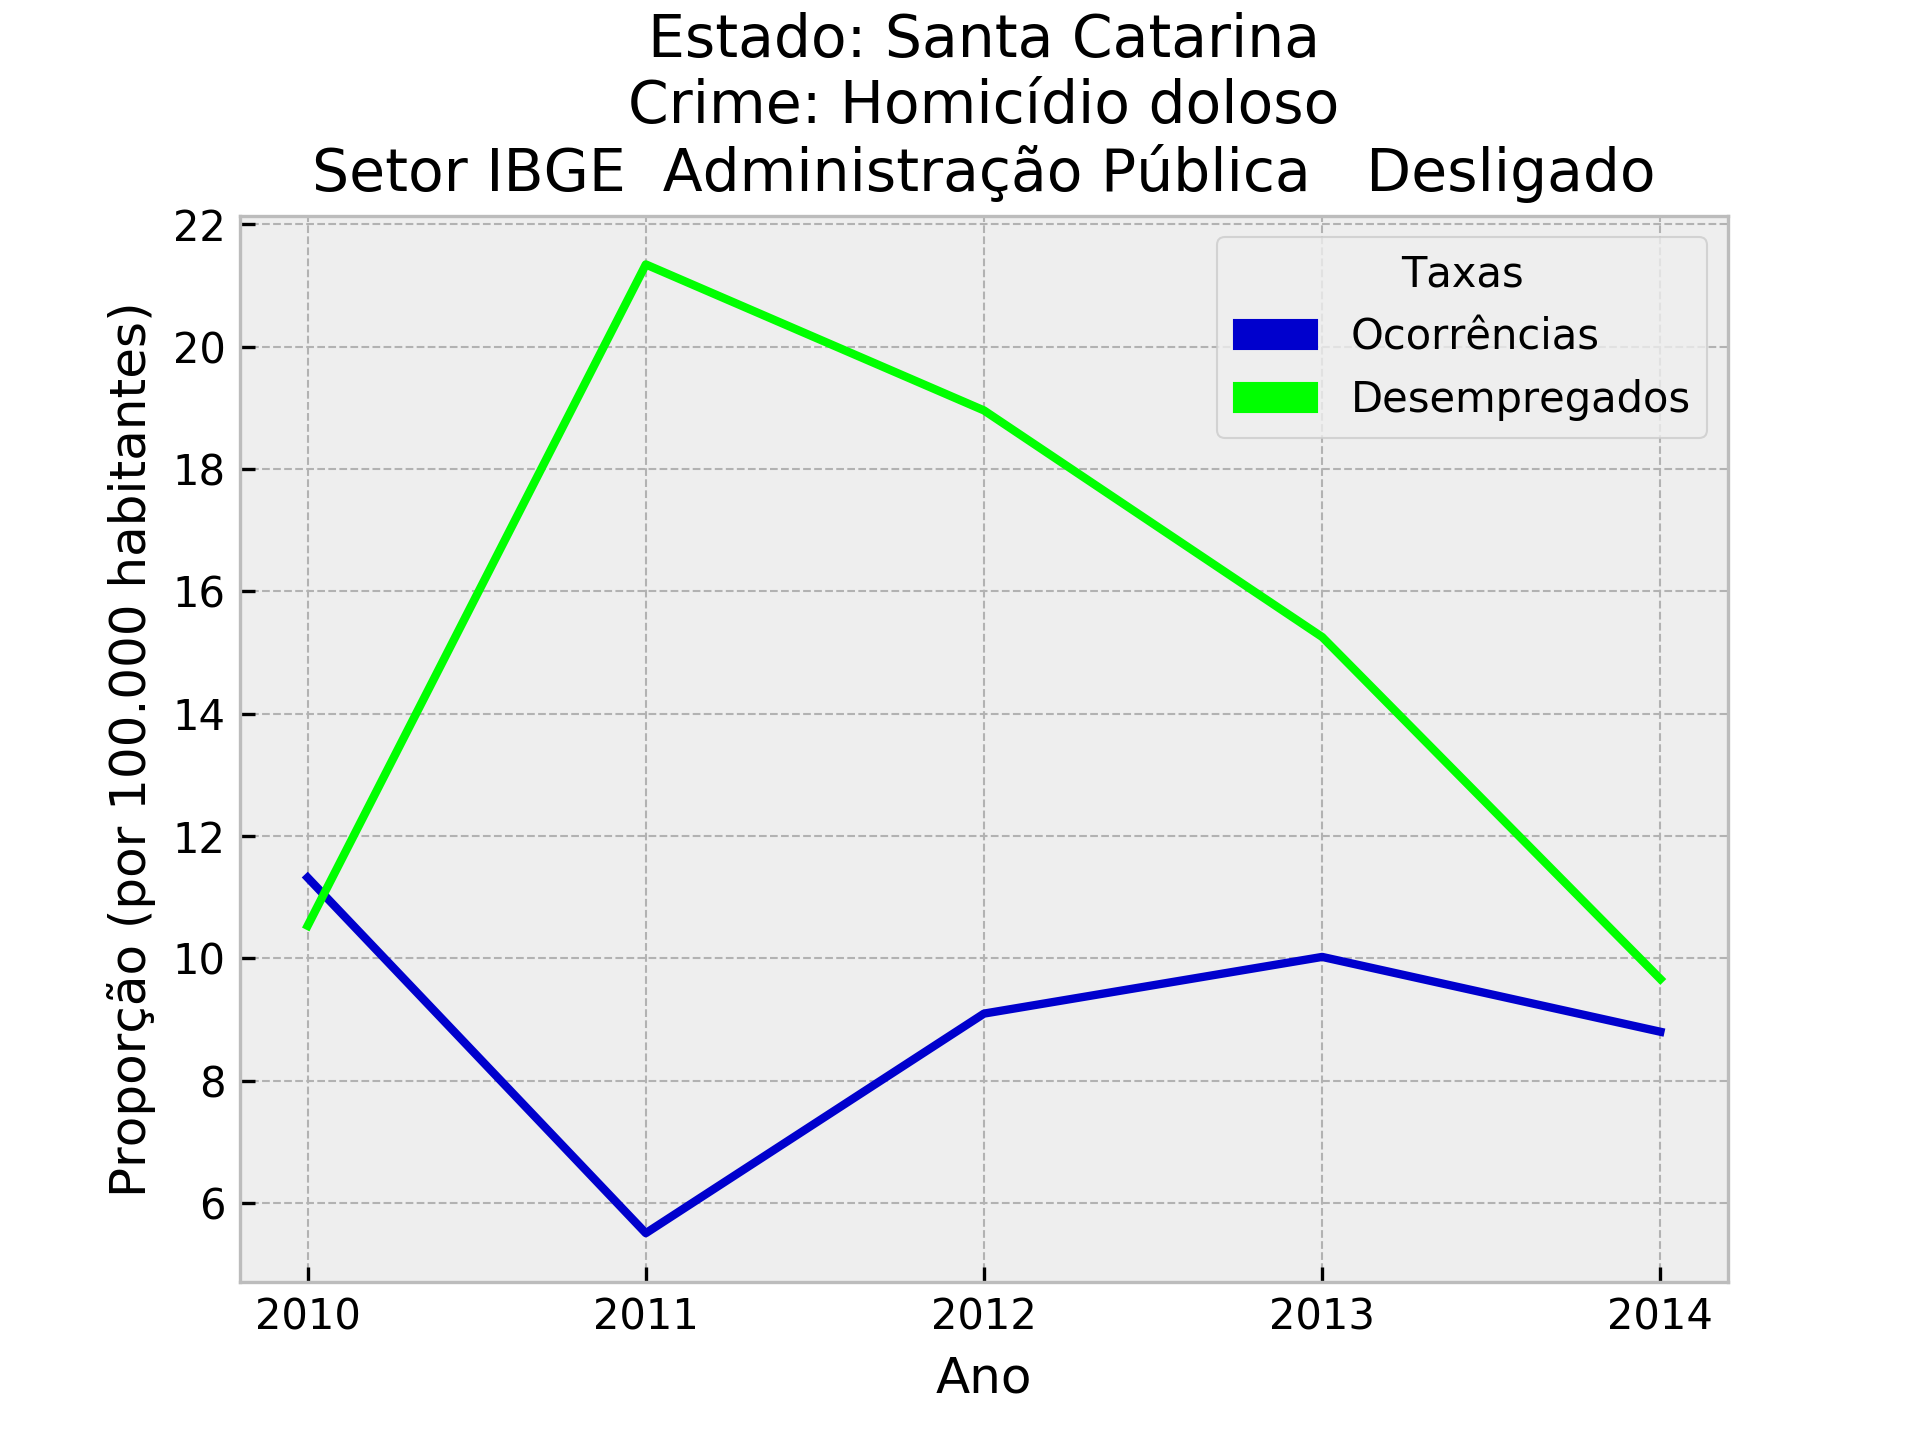 Estado: Santa Catarina
Crime: Homicídio doloso
Setor IBGE  Administração Pública   Desligado
Taxas
Ocorrências
Desempregados
Proporção (por 100.000 habitantes)
22
20
18
16
14
12
10
8
6
2010 2011 2012 2013 2014
Ano